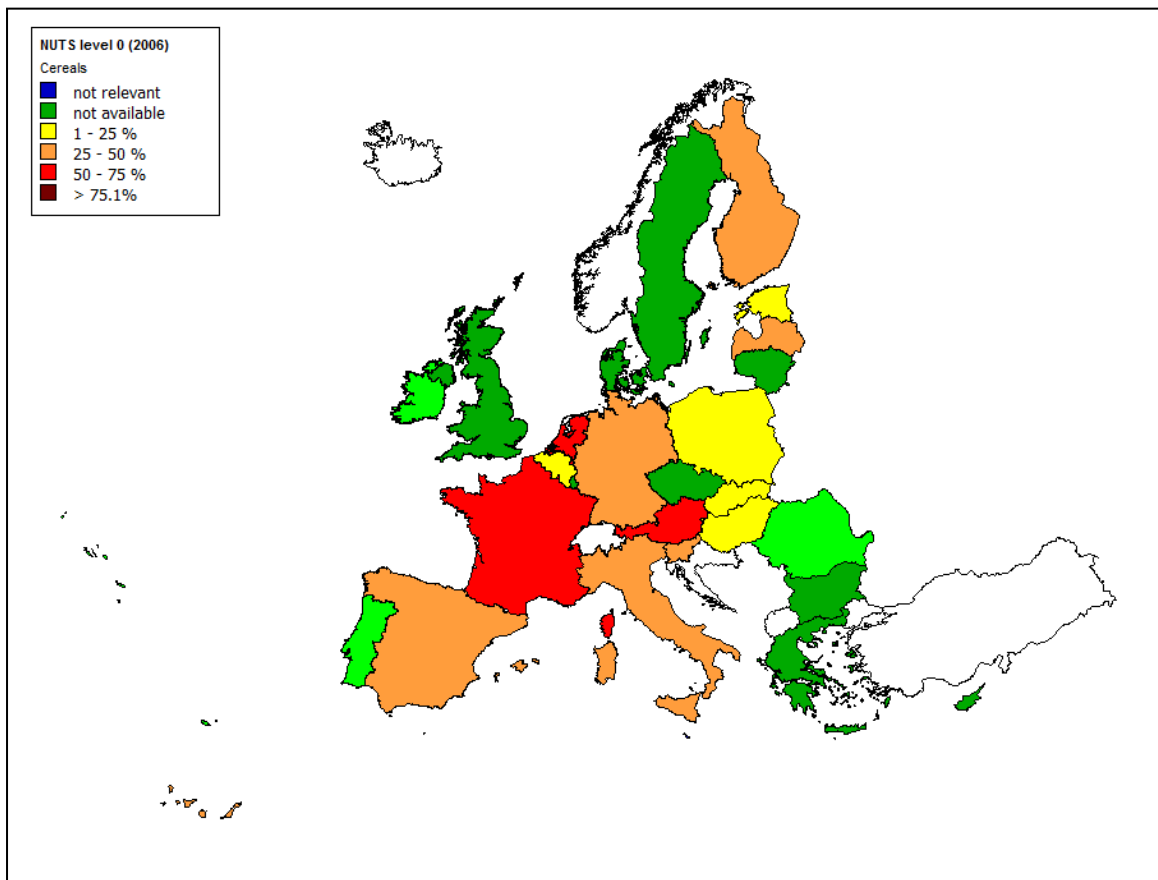 NUTS level 0 (2006)
Cereals
not relevant
not available
1 - 25 %
25 - 50 %
50 - 75 %
> 75.1%